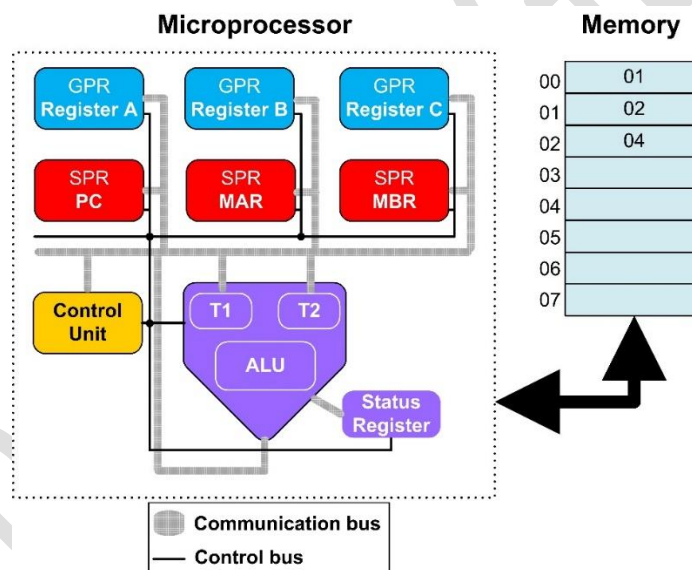 Microprocessor
Memory
GPR
Register A
GPR
Register B
GPR
Register C
SPR
PC
SPR
MAR
SPR
MBR
Control
Unit
T1
T2
ALU
Status
Register
00 01
01 02
02 04
03
04
05
06
07
Communication bus
Control bus